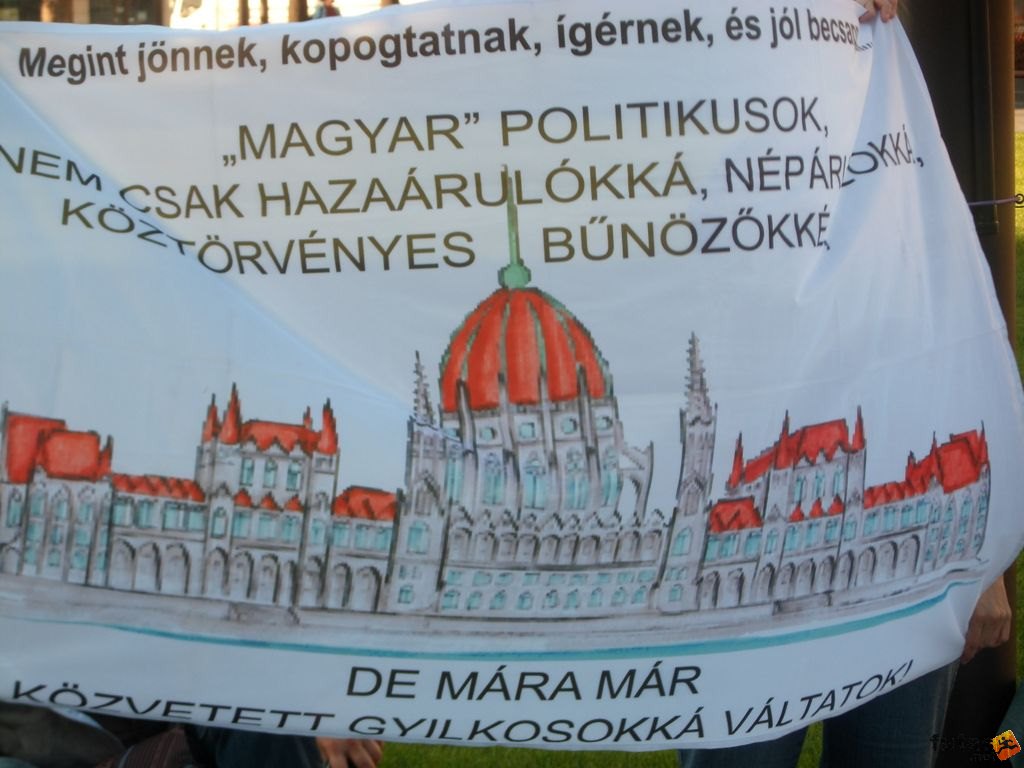 Megint jönnek, kopogtatnak, ígérnek, és jól
„MAGYAR” POLITIKUSOK,
NEM CSAK HAZAÁRULÓKKÁ,
KÖZTÖRVÉNYES BŰNÖZŐKKÉ,
DE MÁRA MÁR
KÖZVETETT GYILKOSOKKÁ VÁLTATOK!